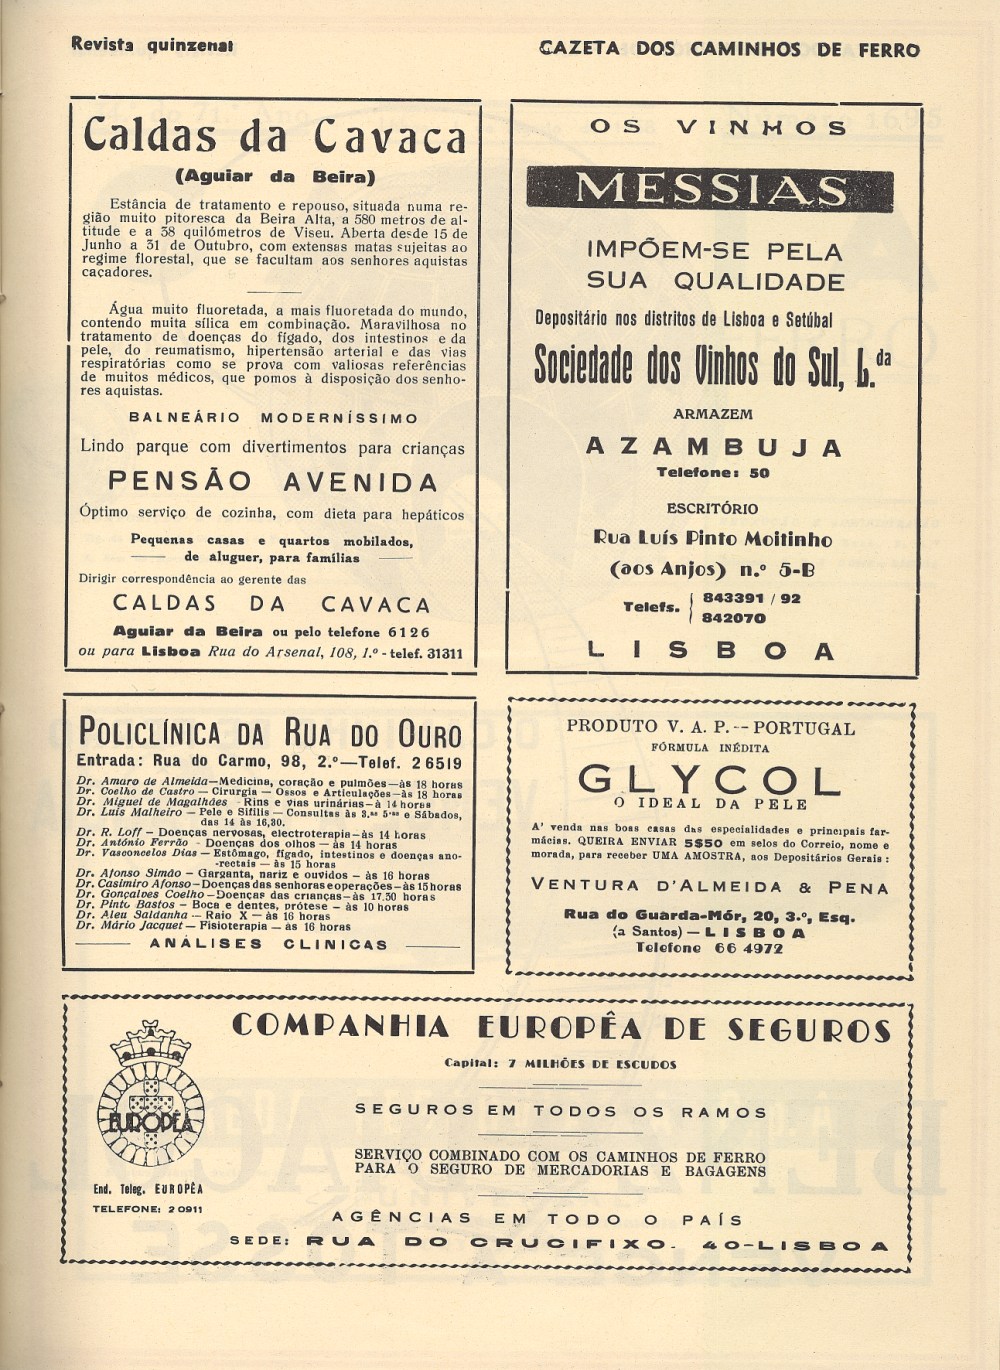 Revista quinzenal
GAZETA DOS CAMINHOS DE FERRO
Caldas da Cavaca
(Aguiar da Beira)
Estância de tratamento e repouso, situada numa re-
gião muito pitoresca da Beira Alta, a 580 metros de al-
titude e a 38 quilómetros de Viseu. Aberta desde 15 de
Junho a 31 de Outubro, com extensas matas sujeitas ao
regime florestal, que se facultam aos senhores aquistas
caçadores.
Água muito fluoretada, a mais fluoretada do mundo,
contendo muita sílica em combinação. Maravilhosa no
tratamento de doenças do fígado, dos intestinos e da
pele, do reumatismo, hipertensão arterial e das vias
respiratórias como se prova com valiosas referências
de muitos médicos, que pomos à disposição dos senho-
res aquistas.
BALNEÁRIO MODERNÍSSIMO
Lindo parque com divertimentos para crianças
PENSÃO AVENIDA
Óptimo serviço de cozinha, com dieta para hepáticos
Pequenas casas e quartos mobilados,
de aluguer, para famílias
Dirigir correspondência ao gerente das
CALDAS DA CAVACA
Aguiar da Beira ou pelo telefone 6126
ou para Lisboa Rua do Arsenal, 108, 1.º - telef. 31311
OS VINHOS
MESSIAS
IMPÕEM-SE PELA
SUA QUALIDADE
Depositário nos distritos de Lisboa e Setúbal
Sociedade dos Vinhos do Sul, L.da
ARMAZEM
AZAMBUJA
Telefone: 50
ESCRITÓRIO
Rua Luís Pinto Moitinho
(aos Anjos) n.º 5-B
Telefs. 843391 / 92
842070
LISBOA
POLICLÍNICA DA RUA DO OURO
Entrada: Rua do Carmo, 98, 2.º—Telef. 26519
Dr. Amaro de Almeida—Medicina, coração e pulmões—às 18 horas
Dr. Coelho de Castro — Cirurgia — Ossos e Articulações—às 18 horas
Dr. Miguel de Magalhães - Rins e vias urinárias—à 14 horas
Dr. Luís Malheiro — Pele e Sífilis — Consultas às 3.as 5.as e Sábados,
das 14 às 16,30.
Dr. R. Loff — Doenças nervosas, electroterapia—às 14 horas
Dr. António Ferrão - Doenças dos olhos — às 14 horas
Dr. Vasconcelos Dias — Estômago, fígado, intestinos e doenças ano-
-rectais — às 15 horas
Dr. Afonso Simão — Garganta, nariz e ouvidos — às 16 horas
Dr. Casimiro Afonso—Doenças das senhoras e operações—às 15 horas
Dr. Gonçalves Coelho—Doenças das crianças—às 17.30 horas
Dr. Pinto Bastos — Boca e dentes, prótese — às 10 horas
Dr. Aleu Saldanha — Raio X — às 16 horas
Dr. Mário Jacquet — Fisioterapia — às 16 horas
ANÁLISES CLINICAS
PRODUTO V. A. P. -- PORTUGAL
FÓRMULA INÉDITA
GLYCOL
O IDEAL DA PELE
A' venda nas boas casas das especialidades e principais far-
mácias. QUEIRA ENVIAR 5$50 em selos do Correio, nome e
morada, para receber UMA AMOSTRA, aos Depositários Gerais:
VENTURA D'ALMEIDA & PENA
Rua do Guarda-Mór, 20, 3.º, Esq.
(a Santos) — LISBOA
Telefone 66 4972
COMPANHIA EUROPÊA DE SEGUROS
Capital: 7 MILHÕES DE ESCUDOS
SEGUROS EM TODOS OS RAMOS
SERVIÇO COMBINADO COM OS CAMINHOS DE FERRO
PARA O SEGURO DE MERCADORIAS E BAGAGENS
AGÊNCIAS EM TODO O PAÍS
SEDE: RUA DO CRUCIFIXO. 40-LISBOA
EUROPÊA
End. Teleg. EUROPÊA
TELEFONE: 20911